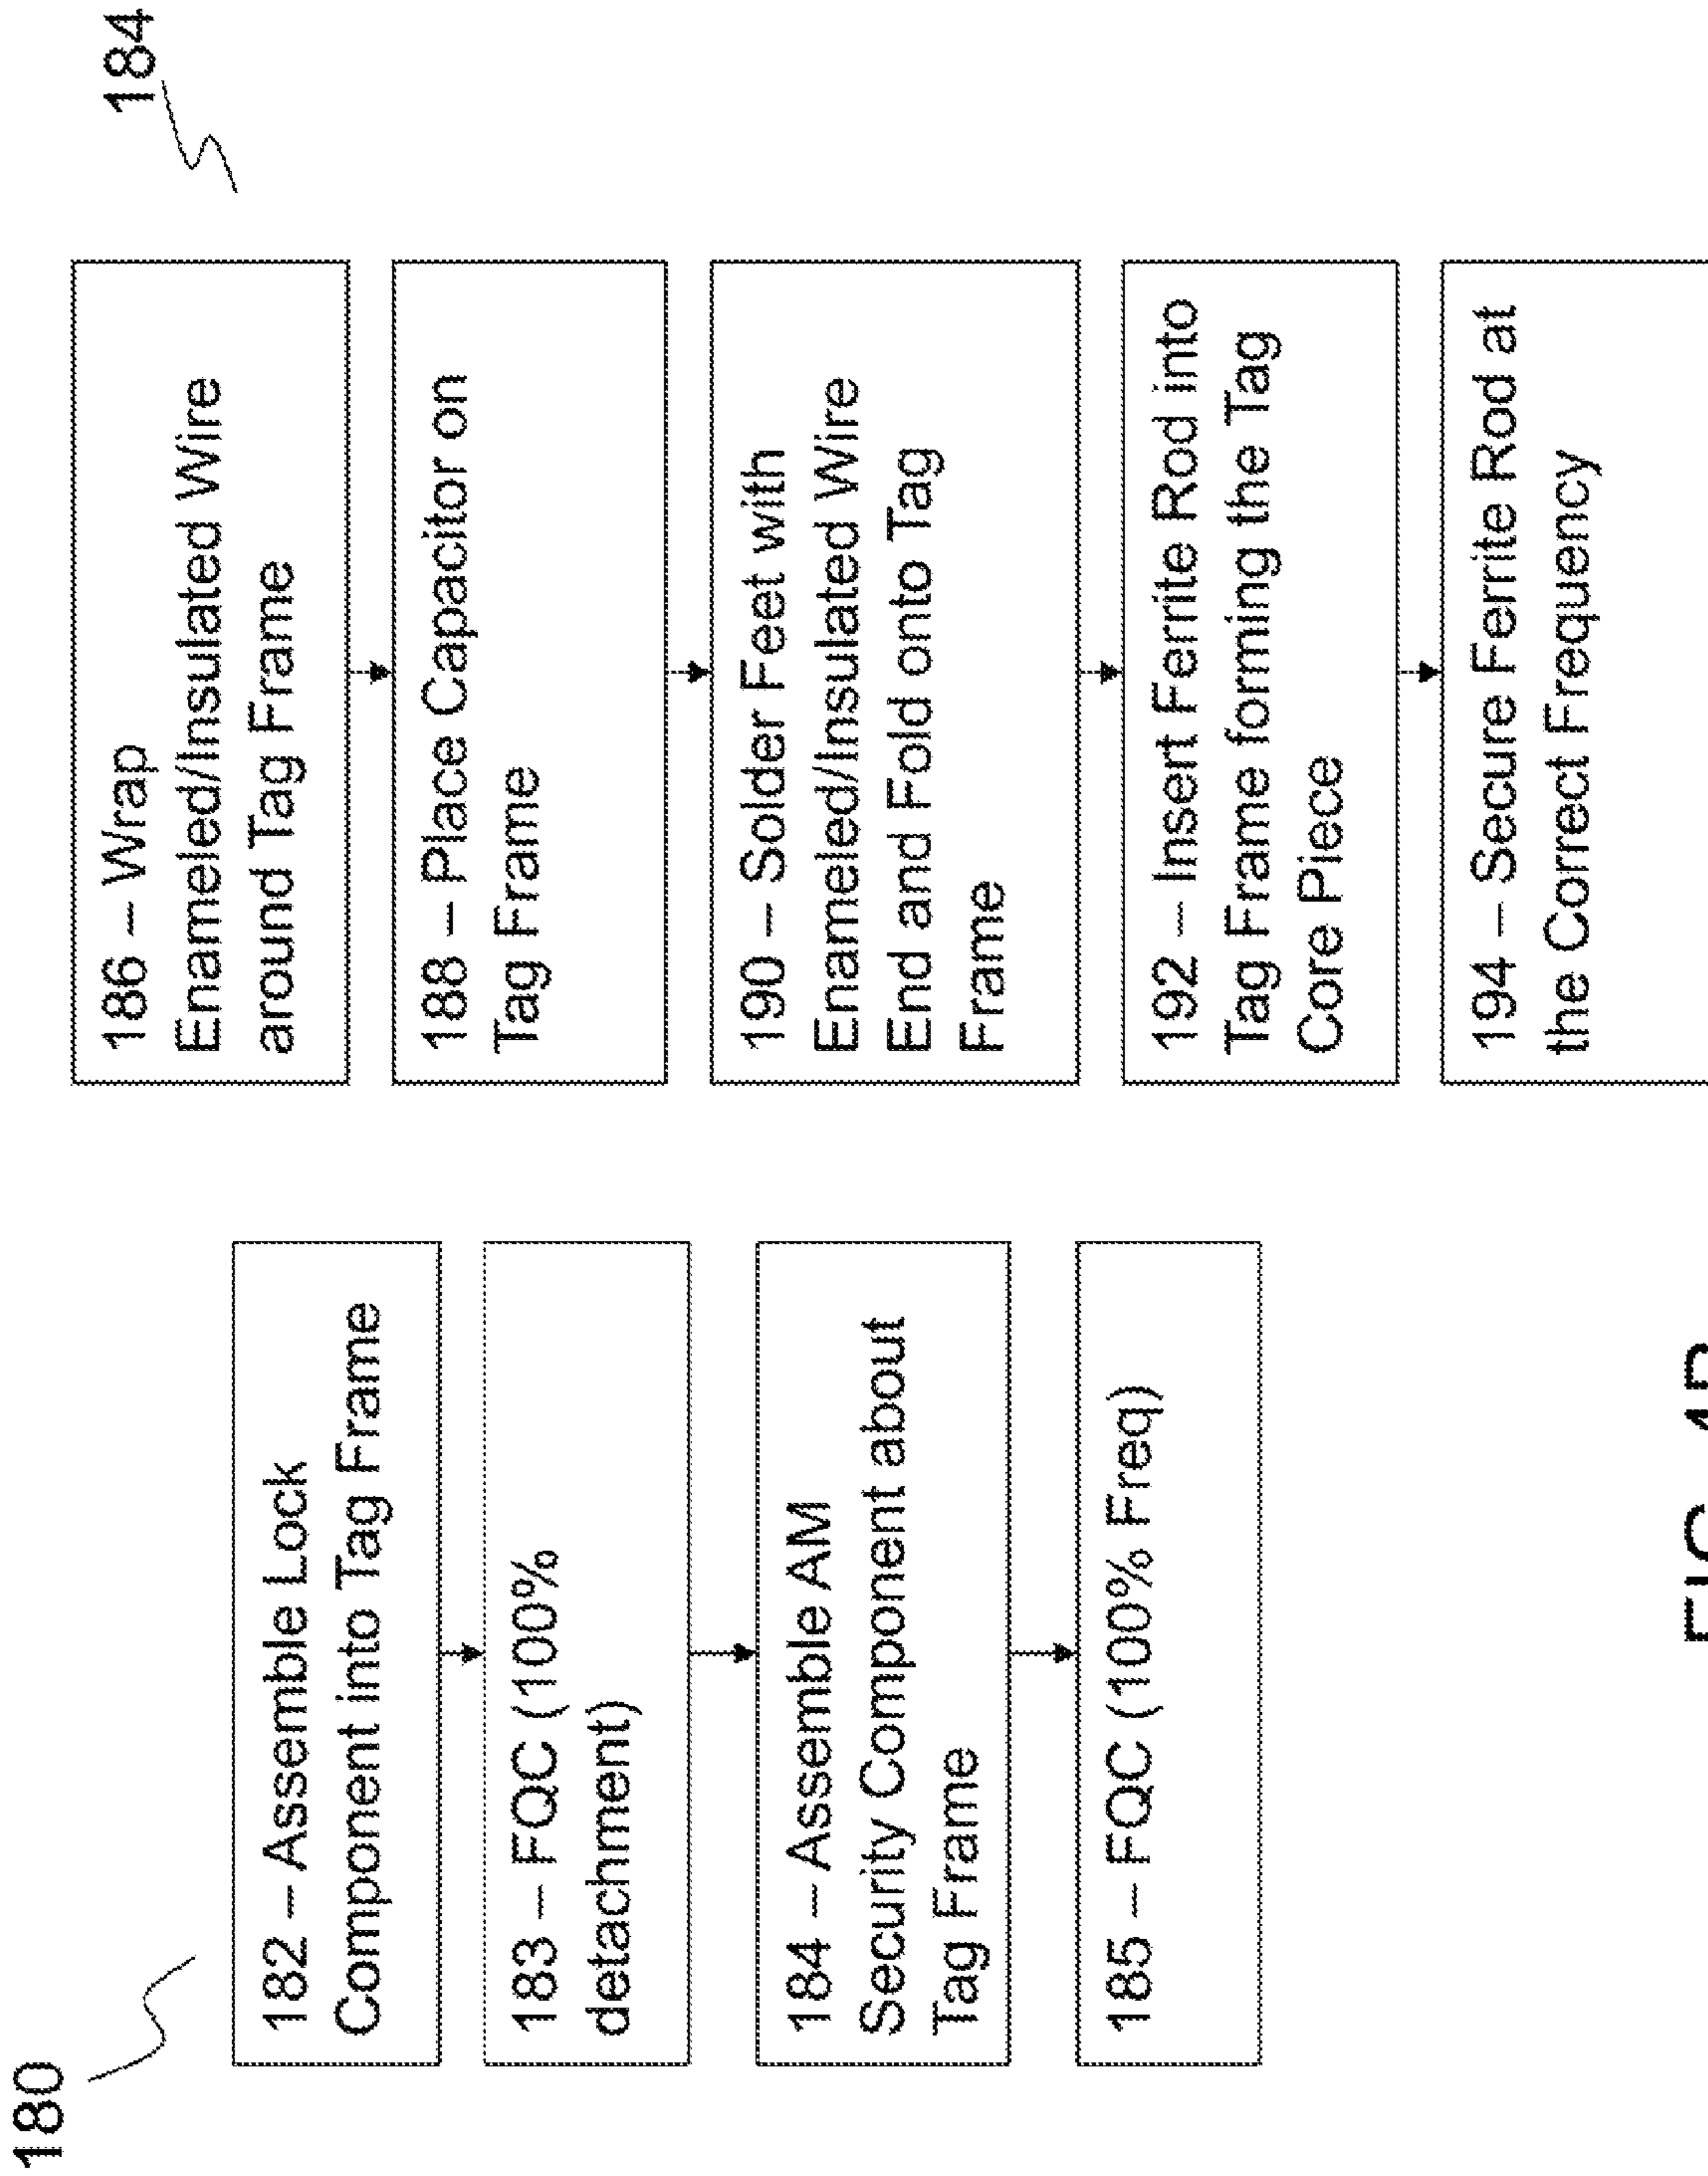 180
182 – Assemble Lock
Component into Tag Frame
183 – FQC (100%
detachment)
184 – Assemble AM
Security Component about
Tag Frame
185 – FQC (100% Freq)
184
186 – Wrap
Enameled/Insulated Wire
around Tag Frame
188 – Place Capacitor on
Tag Frame
190 – Solder Feet with
Enameled/Insulated Wire
End and Fold onto Tag
Frame
192 – Insert Ferrite Rod into
Tag Frame forming the Tag
Core Piece
194 – Secure Ferrite Rod at
the Correct Frequency
FIG.